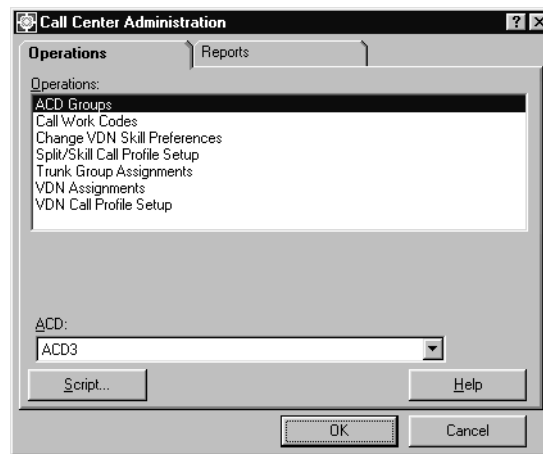 Call Center Administration
Operations
Reports
Operations:
ACD Groups
Call Work Codes
Change VDN Skill Preferences
Split/Skill Call Profile Setup
Trunk Group Assignments
VDN Assignments
VDN Call Profile Setup
ACD:
ACD3
Script...
Help
OK
Cancel